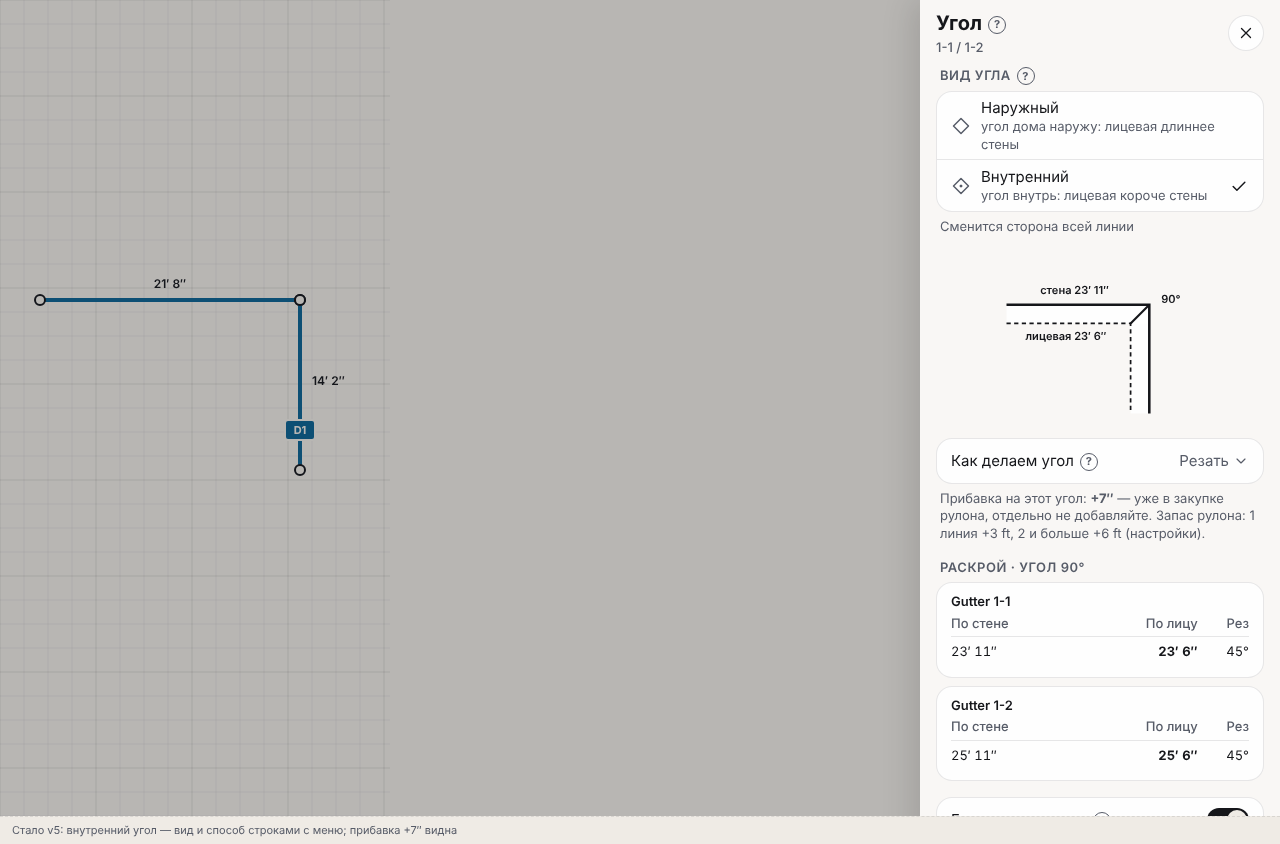 Угол ?
1-1 / 1-2
ВИД УГЛА ?
Наружный
угол дома наружу: лицевая длиннее
стены
Внутренний
угол внутрь: лицевая короче стены
Сменится сторона всей линии
21′ 8″
14′ 2″
D1
стена 23′ 11″
90°
лицевая 23′ 6″
Как делаем угол ? Резать
Прибавка на этот угол: +7″ — уже в закупке
рулона, отдельно не добавляйте. Запас рулона: 1
линия +3 ft, 2 и больше +6 ft (настройки).
РАСКРОЙ · УГОЛ 90°
Gutter 1-1
По стене По лицу Рез
23′ 11″ 23′ 6″ 45°
Gutter 1-2
По стене По лицу Рез
25′ 11″ 25′ 6″ 45°
Стало v5: внутренний угол — вид и способ строками с меню; прибавка +7″ видна